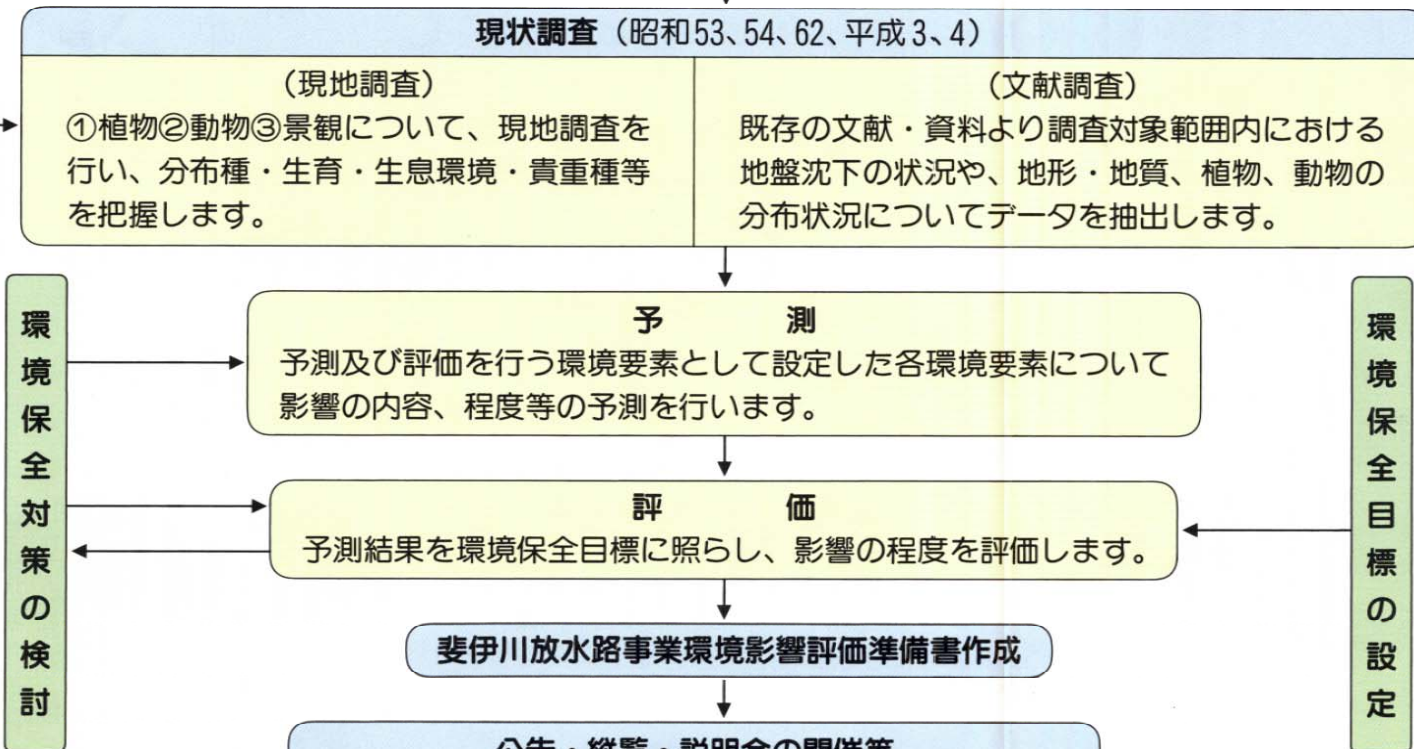 現状調査（昭和53、54、62、平成3、4）
（現地調査）
①植物②動物③景観について、現地調査を
行い、分布種・生育・生息環境・貴重種等
を把握します。
（文献調査）
既存の文献・資料より調査対象範囲内における
地盤沈下の状況や、地形・地質、植物、動物の
分布状況についてデータを抽出します。
環境保全対策の検討
予測
予測及び評価を行う環境要素として設定した各環境要素について
影響の内容、程度等の予測を行います。
評価
予測結果を環境保全目標に照らし、影響の程度を評価します。
環境保全目標の設定
斐伊川放水路事業環境影響評価準備書作成
公告・縦覧・説明会の開催等